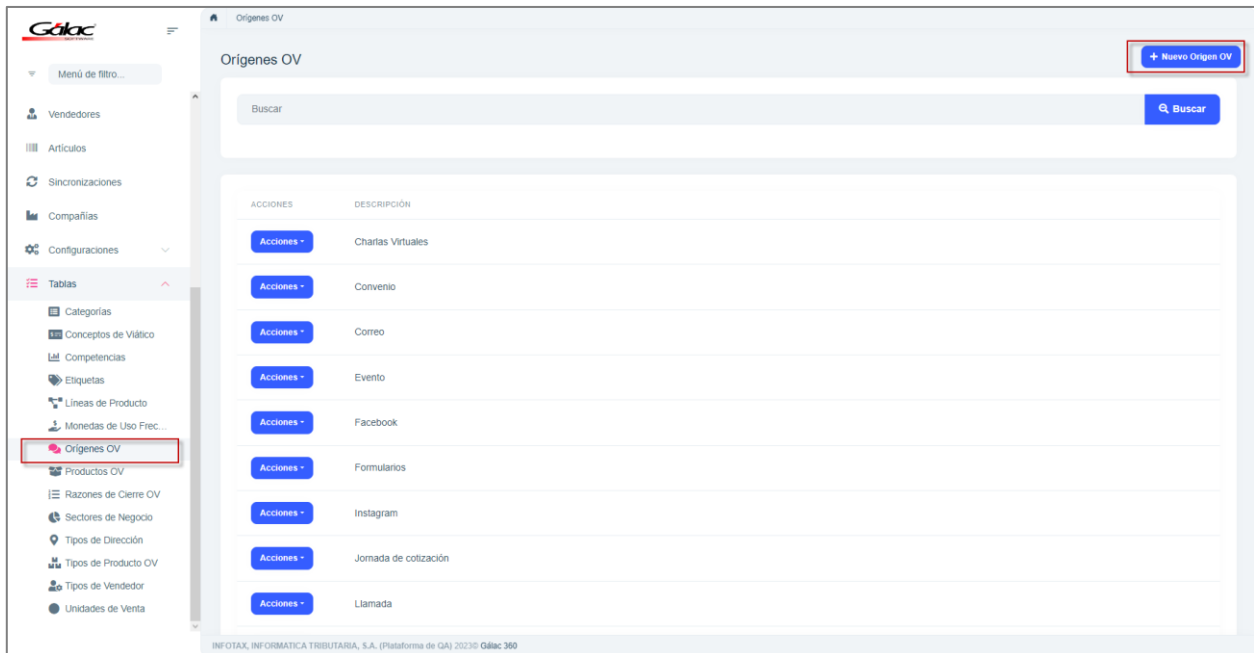 Gálac
SOFTWARE
Menú de filtro...
Vendedores
Artículos
Sincronizaciones
Compañías
Configuraciones
Tablas
Categorías
Conceptos de Viático
Competencias
Etiquetas
Líneas de Producto
Monedas de Uso Frec...
Orígenes OV
Productos OV
Razones de Cierre OV
Sectores de Negocio
Tipos de Dirección
Tipos de Producto OV
Tipos de Vendedor
Unidades de Venta
Orígenes OV
Orígenes OV
+ Nuevo Origen OV
Buscar
Buscar
ACCIONES DESCRIPCIÓN
Acciones Charlas Virtuales
Acciones Convenio
Acciones Correo
Acciones Evento
Acciones Facebook
Acciones Formularios
Acciones Instagram
Acciones Jornada de cotización
Acciones Llamada
INFOTAX, INFORMATICA TRIBUTARIA, S.A. (Plataforma de QA) 2023© Gálac 360